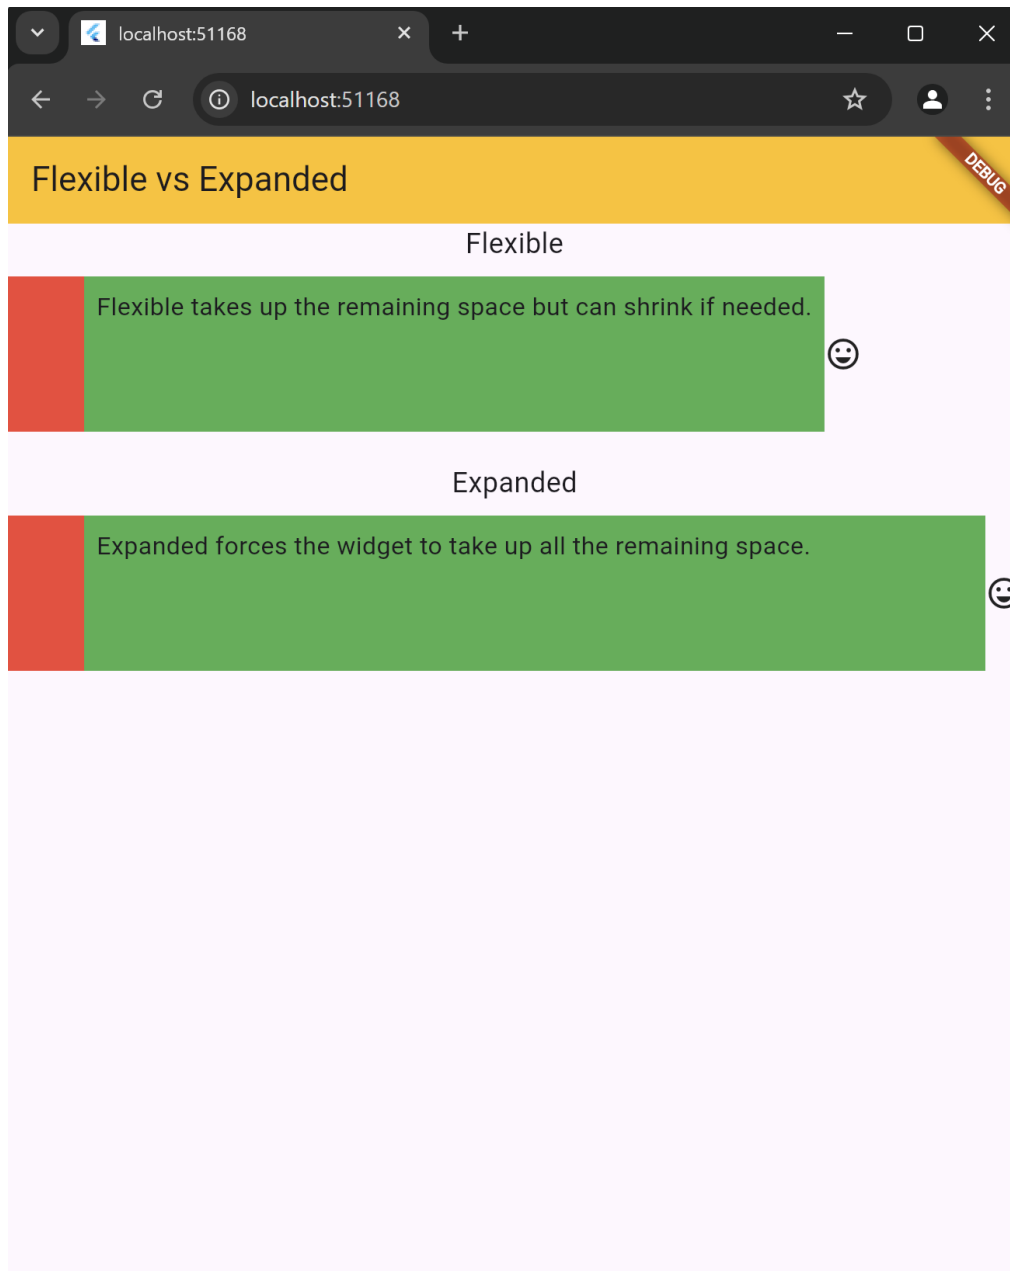 localhost:51168
localhost:51168
Flexible vs Expanded
DEBUG
Flexible
Flexible takes up the remaining space but can shrink if needed.
Expanded
Expanded forces the widget to take up all the remaining space.